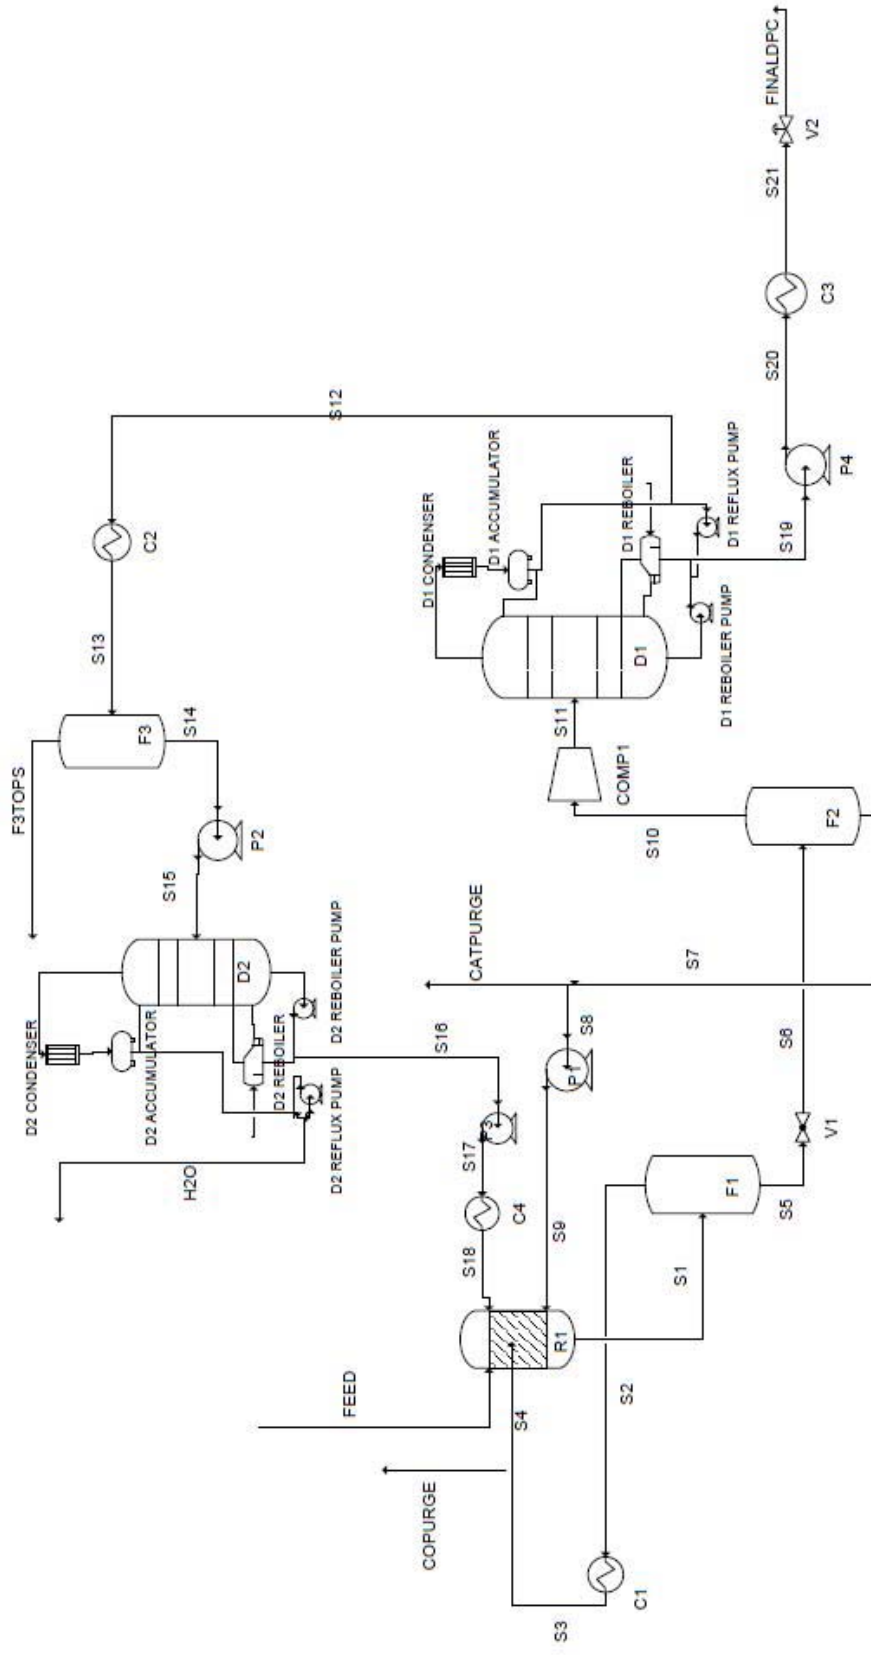 FINALDPC
V2
S21
C3
S20
P4
S19
S12
C2
S13
F3TOPS
F3
S14
P2
S15
D1 CONDENSER
D1 ACCUMULATOR
D1 REBOILER
D1 REFLUX PUMP
D1
D1 REBOILER PUMP
S11
COMP1
S10
F2
D2 CONDENSER
D2 ACCUMULATOR
D2
D2 REBOILER
D2 REBOILER PUMP
D2 REFLUX PUMP
H2O
S16
CATPURGE
S7
S8
P1
S6
V1
P3
S17
C4
S18
S9
F1
S5
S1
R1
FEED
S4
S2
COPURGE
C1
S3